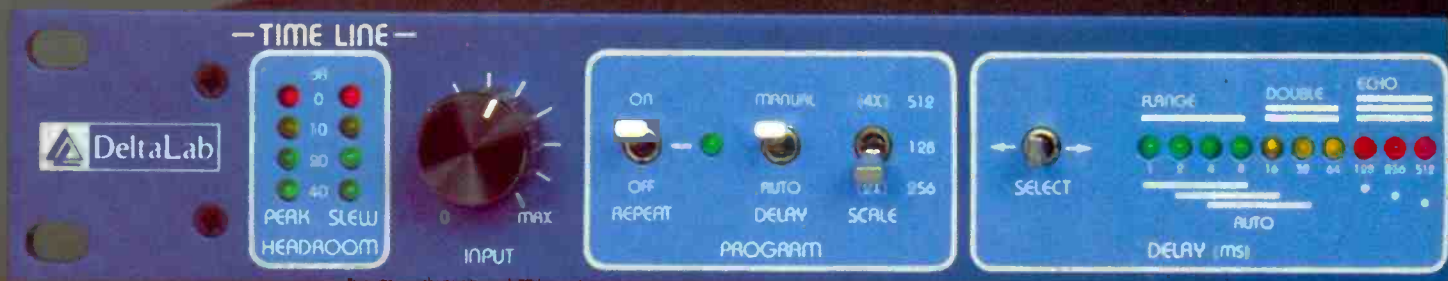 TIME LINE
DeltaLab
dB
0
10
20
40
PEAK SLEW
HEADROOM
0
MAX
INPUT
ON
OFF
REPEAT
MANUAL
AUTO
DELAY
(4X) 512
128
(2X) 256
SCALE
PROGRAM
SELECT
FLANGE
DOUBLE
ECHO
1 2 4 8 16 32 64 128 256 512
AUTO
DELAY (MS)